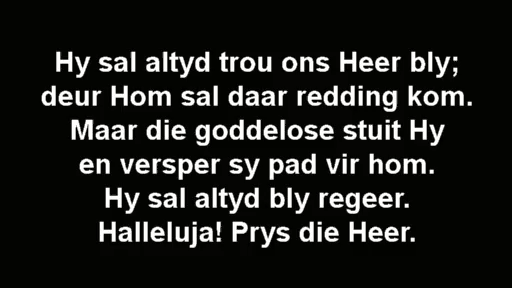 Hy sal altyd trou ons Heer bly;
deur Hom sal daar redding kom.
Maar die goddelose stuit Hy
en versper sy pad vir hom.
Hy sal altyd bly regeer.
Halleluja! Prys die Heer.